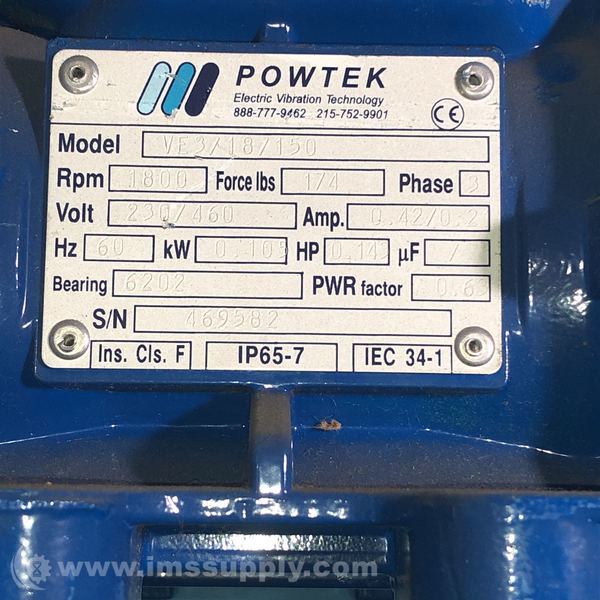 POWTEK
Electric Vibration Technology
888-777-9462 215-752-9901
CE
Model VE3/18/150
Rpm 1800 Force lbs 174 Phase 3
Volt 230/460 Amp. 0.42/0.2
Hz 60 kW 0.105 HP 0.142 µF /
Bearing 6202 PWR factor 0.63
S/N 469582
Ins. Cls. F IP65-7 IEC 34-1
www.imssupply.com